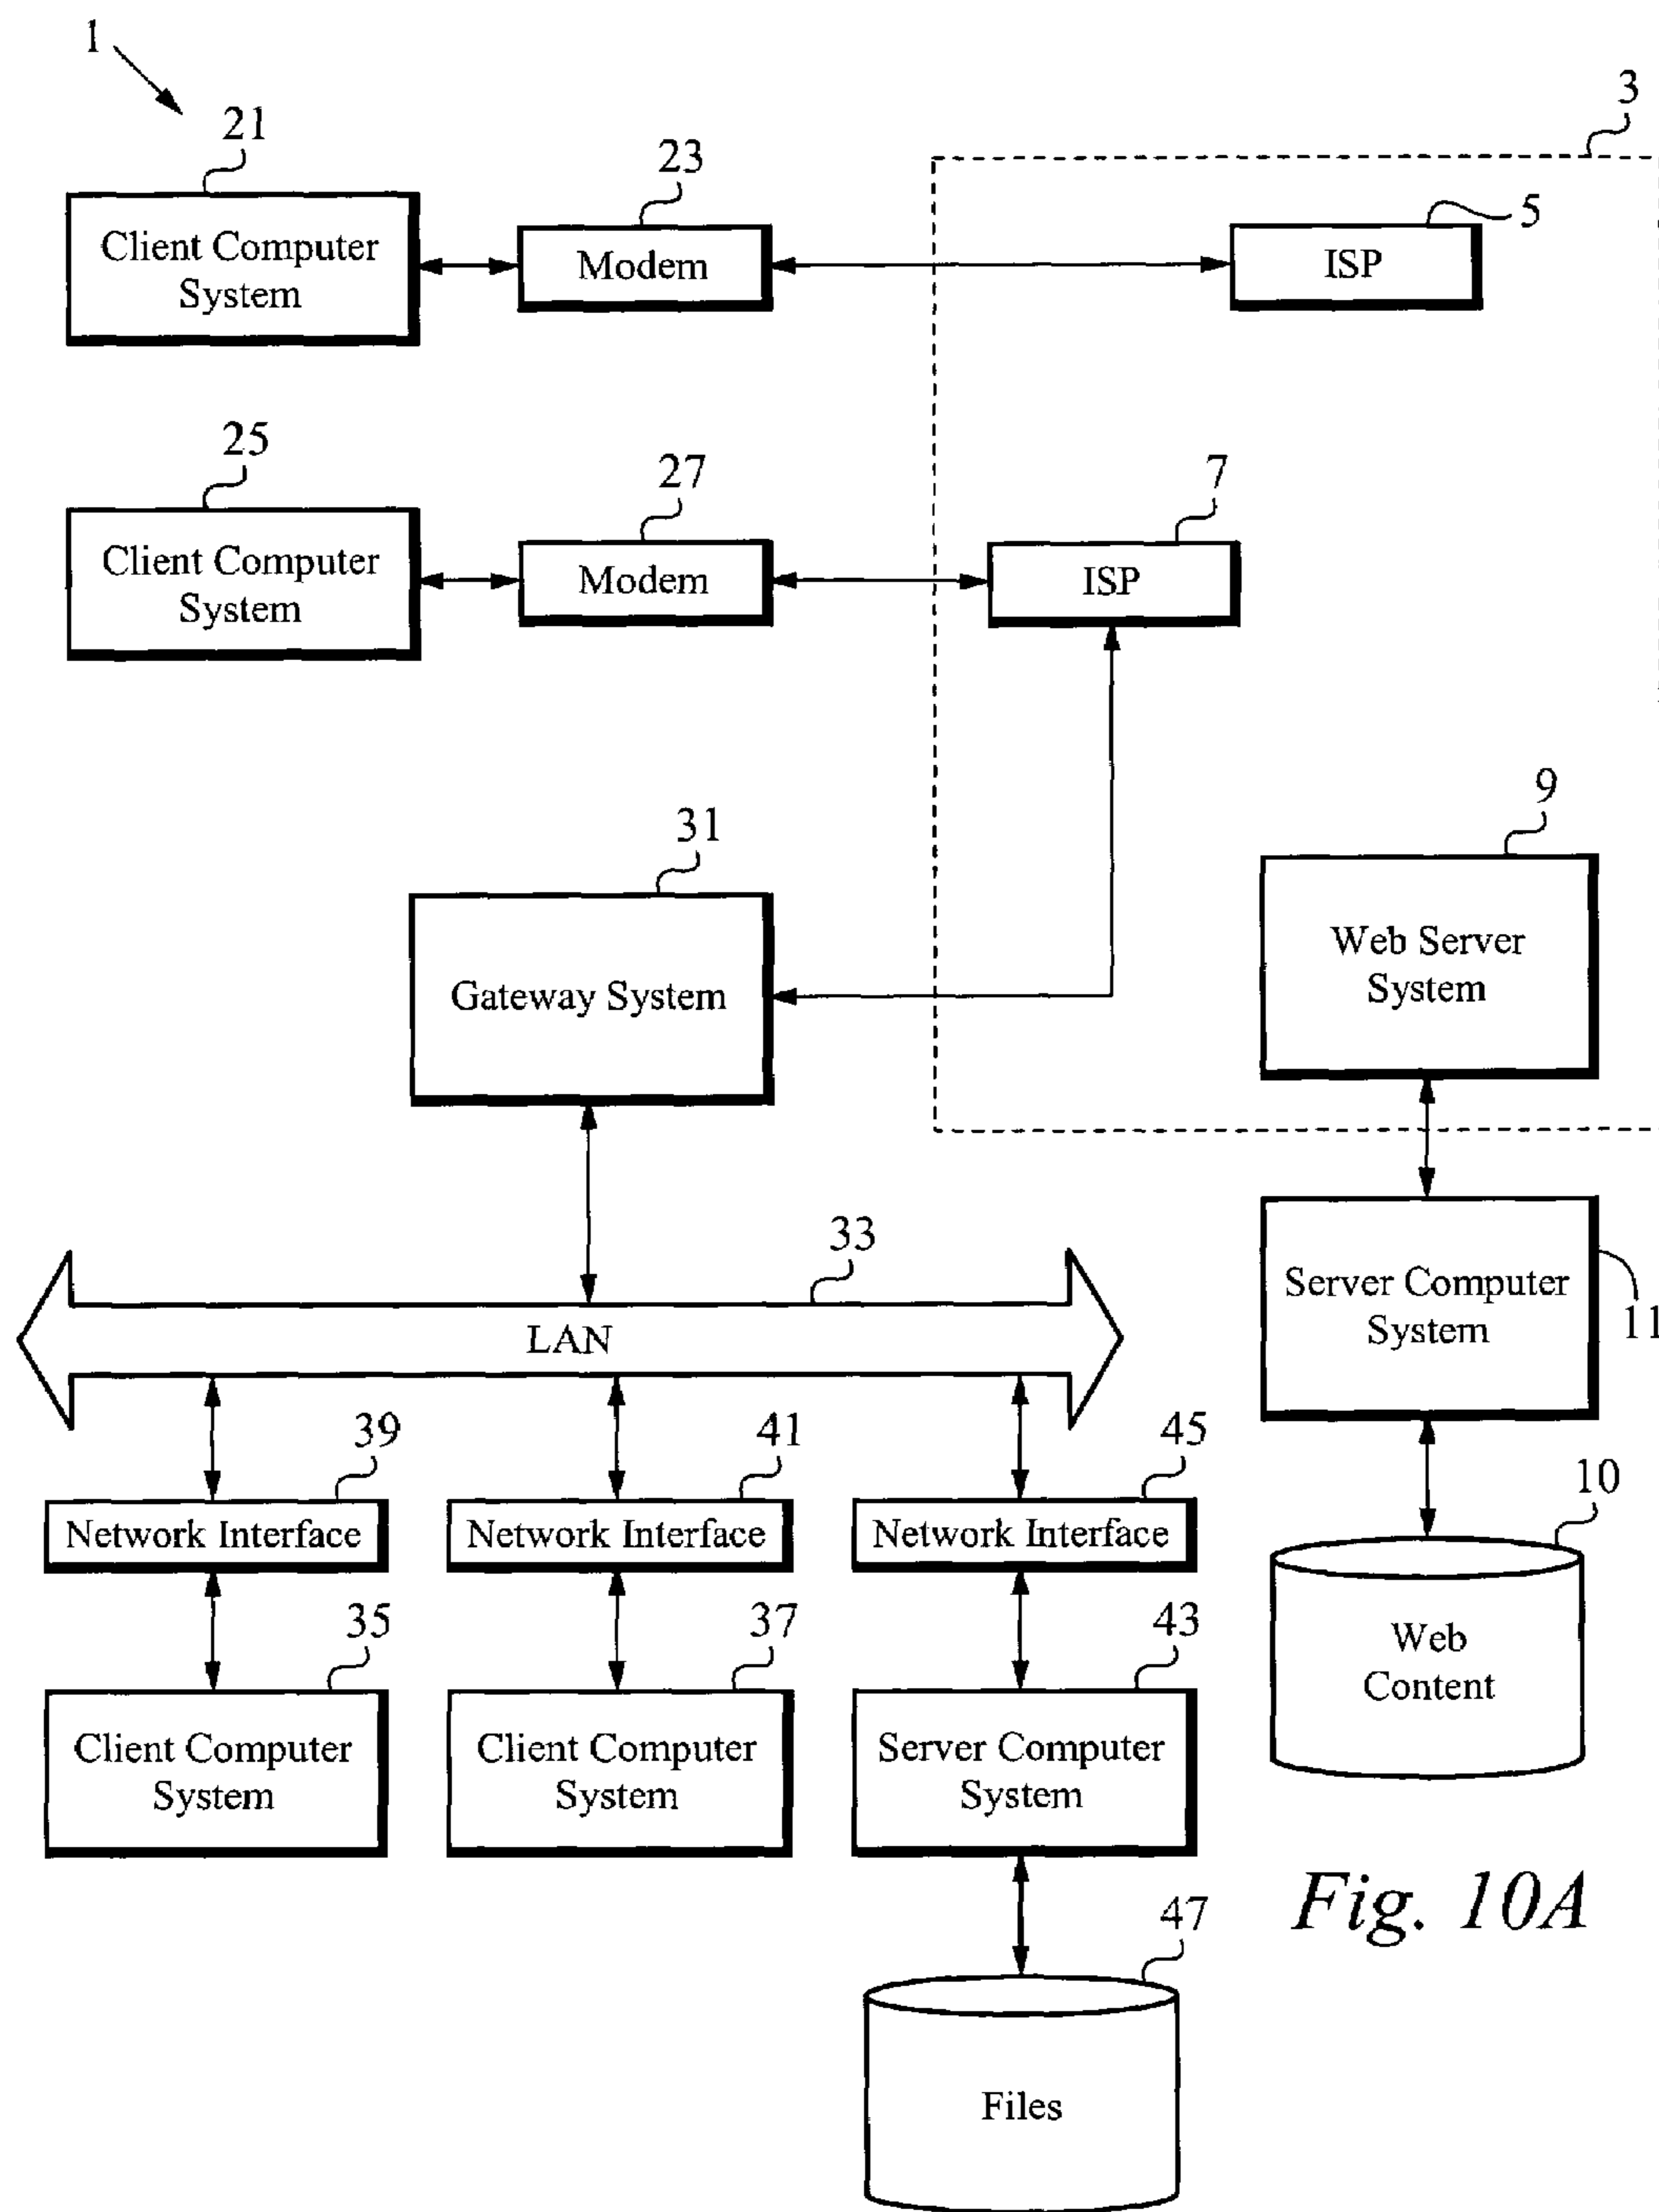 1
3
21
23
5
Client Computer
System
Modem
ISP
25
27
7
Client Computer
System
Modem
ISP
31
9
Gateway System
Web Server
System
33
LAN
Server Computer
System
11
39
41
45
10
Network Interface
Network Interface
Network Interface
35
37
43
Web
Content
Client Computer
System
Client Computer
System
Server Computer
System
Fig. 10A
47
Files